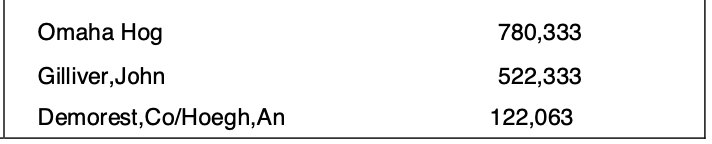 Omaha Hog 780,333
Gilliver,John 522,333
Demorest,Co/Hoegh,An 122,063